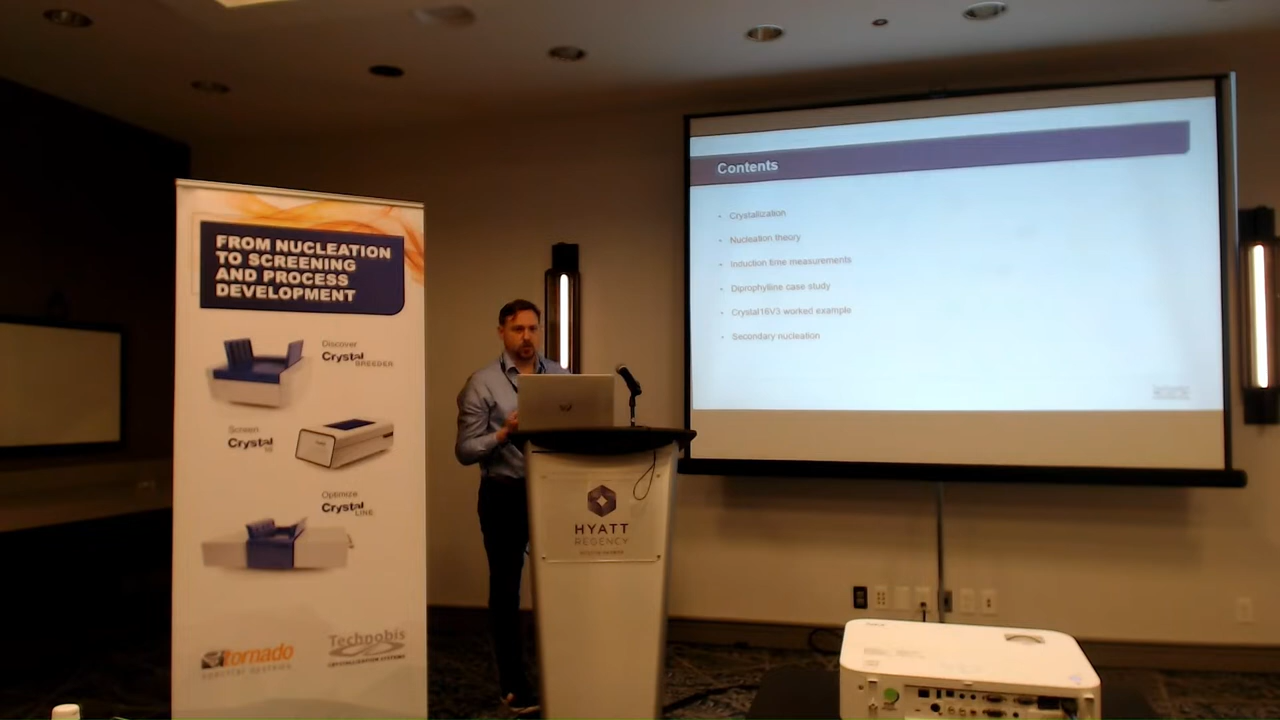 FROM NUCLEATION
TO SCREENING
AND PROCESS
DEVELOPMENT
Discover
Crystal
BREEDER
Screen
Crystal
16
Optimize
Crystal
LINE
tornado
spectral systems
Technobis
CRYSTALLIZATION SYSTEMS
HYATT
REGENCY
Contents
• Crystallization
• Nucleation theory
• Induction time measurements
• Diprophylline case study
• Crystal16V3 worked example
• Secondary nucleation